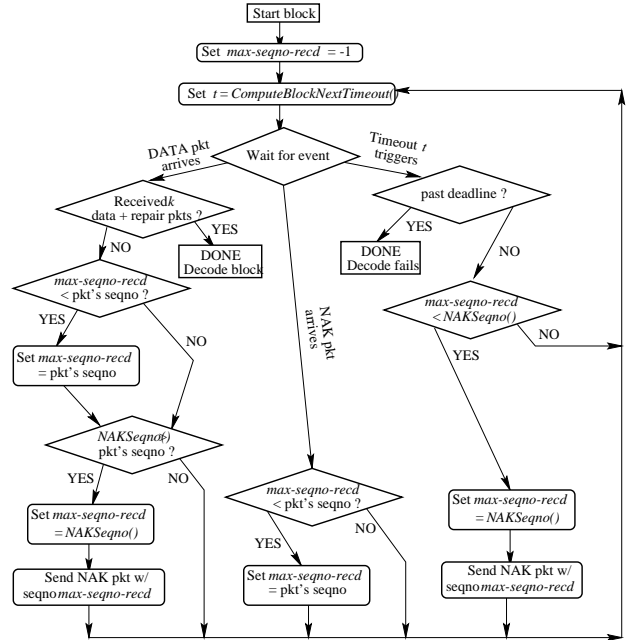 Start block
Set max-seqno-recd = -1
Set t = ComputeBlockNextTimeout()
Wait for event
DATA pkt
arrives
Timeout t
triggers
Received k
data + repair pkts ?
past deadline ?
YES
NO
DONE
Decode block
YES
NO
DONE
Decode fails
max-seqno-recd
< pkt's seqno ?
YES
NO
NAK pkt
arrives
max-seqno-recd
< NAKSeqno()
NO
YES
Set max-seqno-recd
= pkt's seqno
NAKSeqno()>
pkt's seqno ?
YES
NO
max-seqno-recd
< pkt's seqno ?
YES
NO
Set max-seqno-recd
= NAKSeqno()
Set max-seqno-recd
= NAKSeqno()
Send NAK pkt w/
seqno max-seqno-recd
Set max-seqno-recd
= pkt's seqno
Send NAK pkt w/
seqno max-seqno-recd